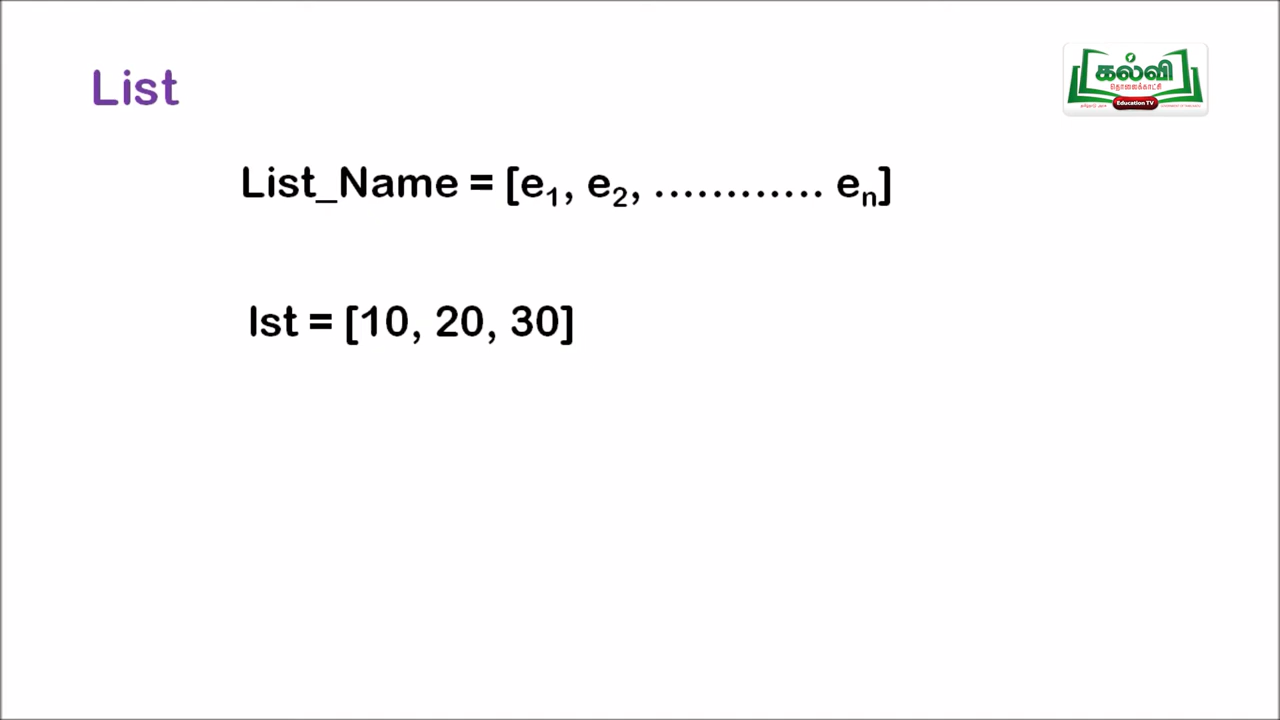 List
கல்வி
தொலைக்காட்சி
Education TV
List_Name = [e₁, e₂, ............ eₙ]
lst = [10, 20, 30]